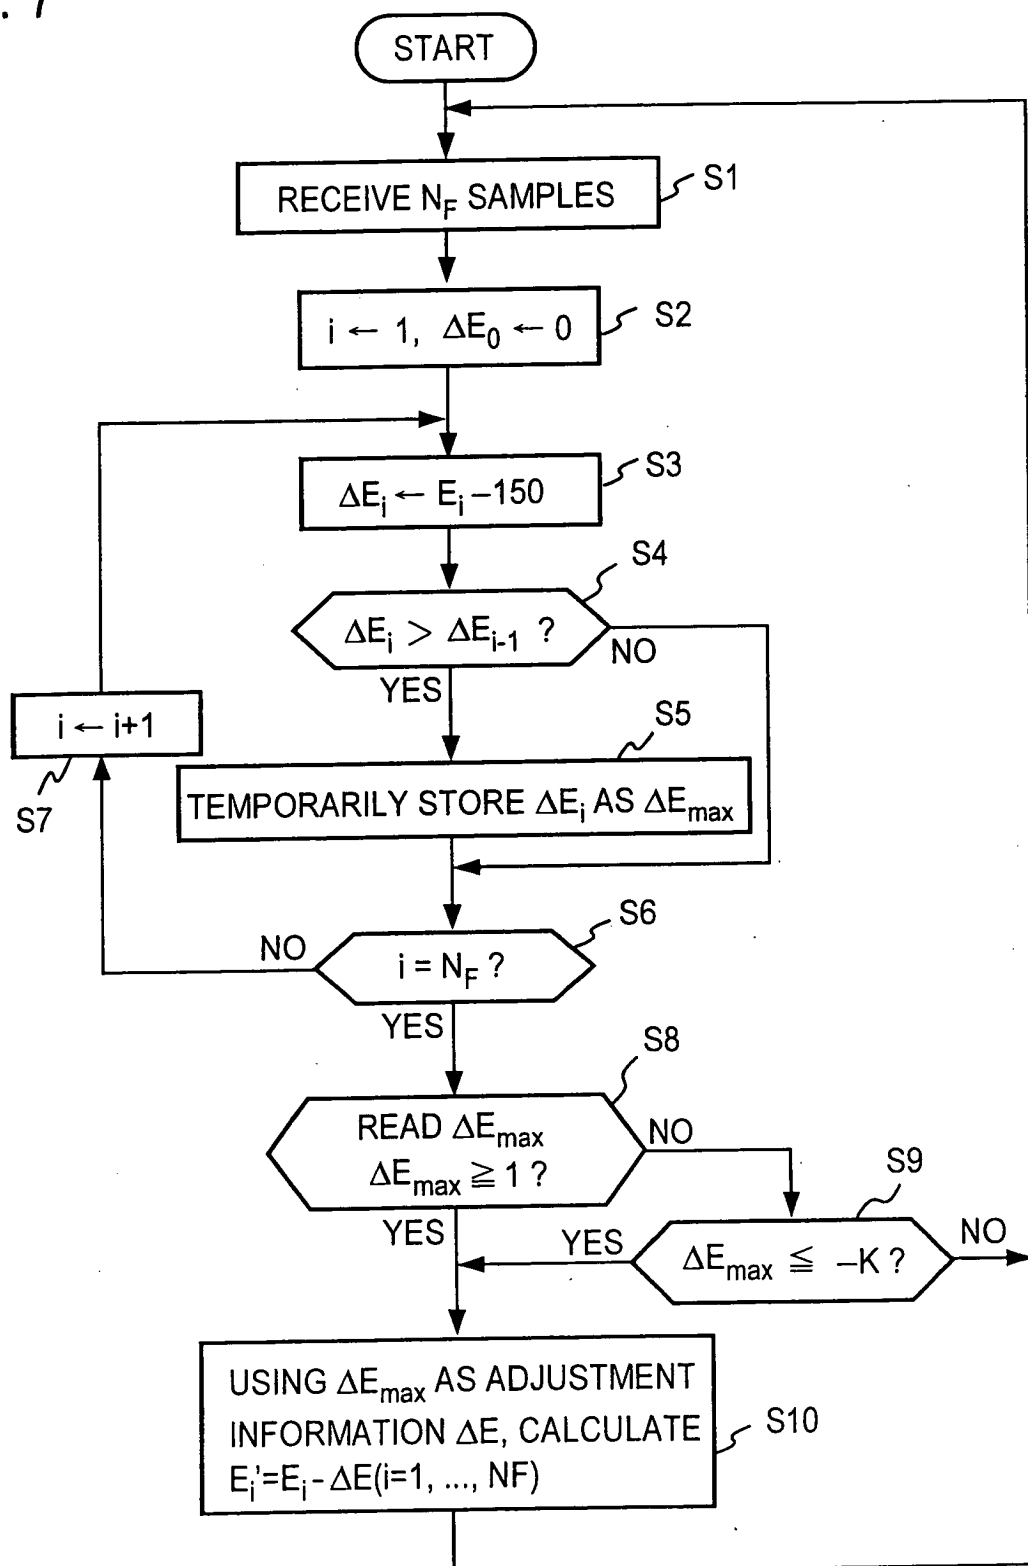 . 7
START
RECEIVE N_F SAMPLES
S1
i ← 1, ΔE_0 ← 0
S2
ΔE_i ← E_i –150
S3
ΔE_i > ΔE_i-1 ?
S4
NO
YES
i ← i+1
S7
S5
TEMPORARILY STORE ΔE_i AS ΔE_max
S6
NO
i = N_F ?
YES
S8
READ ΔE_max
ΔE_max ≧ 1 ?
NO
YES
S9
YES
ΔE_max ≦ –K ?
NO
USING ΔE_max AS ADJUSTMENT
INFORMATION ΔE, CALCULATE
E_i'=E_i - ΔE(i=1, ..., NF)
S10